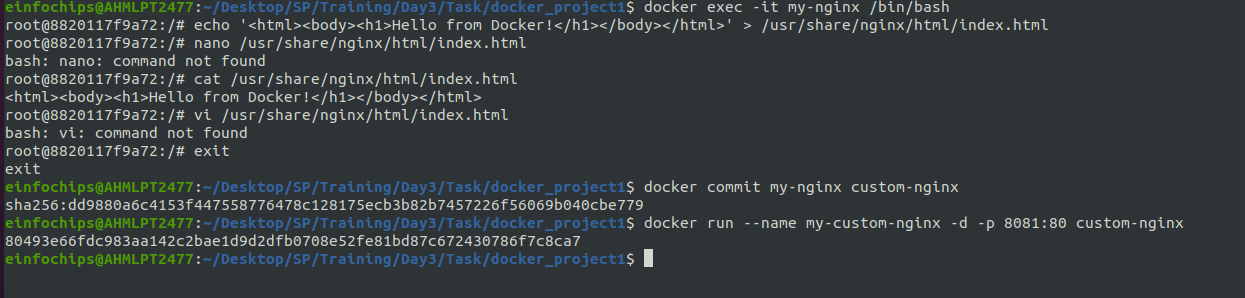 einfochips@AHMLPT2477:~/Desktop/SP/Training/Day3/Task/docker_project1$ docker exec -it my-nginx /bin/bash
root@8820117f9a72:/# echo '<html><body><h1>Hello from Docker!</h1></body></html>' > /usr/share/nginx/html/index.html
root@8820117f9a72:/# nano /usr/share/nginx/html/index.html
bash: nano: command not found
root@8820117f9a72:/# cat /usr/share/nginx/html/index.html
<html><body><h1>Hello from Docker!</h1></body></html>
root@8820117f9a72:/# vi /usr/share/nginx/html/index.html
bash: vi: command not found
root@8820117f9a72:/# exit
exit
einfochips@AHMLPT2477:~/Desktop/SP/Training/Day3/Task/docker_project1$ docker commit my-nginx custom-nginx
sha256:dd9880a6c4153f447558776478c128175ecb3b82b7457226f56069b040cbe779
einfochips@AHMLPT2477:~/Desktop/SP/Training/Day3/Task/docker_project1$ docker run --name my-custom-nginx -d -p 8081:80 custom-nginx
80493e66fdc983aa142c2bae1d9d2dfb0708e52fe81bd87c672430786f7c8ca7
einfochips@AHMLPT2477:~/Desktop/SP/Training/Day3/Task/docker_project1$